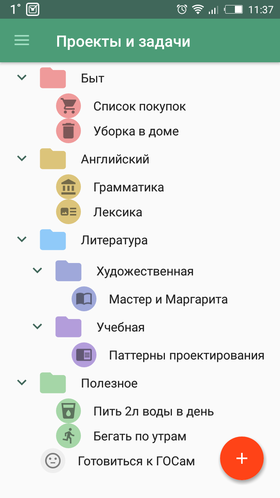 1° 11:37
Проекты и задачи
Быт
Список покупок
Уборка в доме
Английский
Грамматика
Лексика
Литература
Художественная
Мастер и Маргарита
Учебная
Паттерны проектирования
Полезное
Пить 2л воды в день
Бегать по утрам
Готовиться к ГОСам